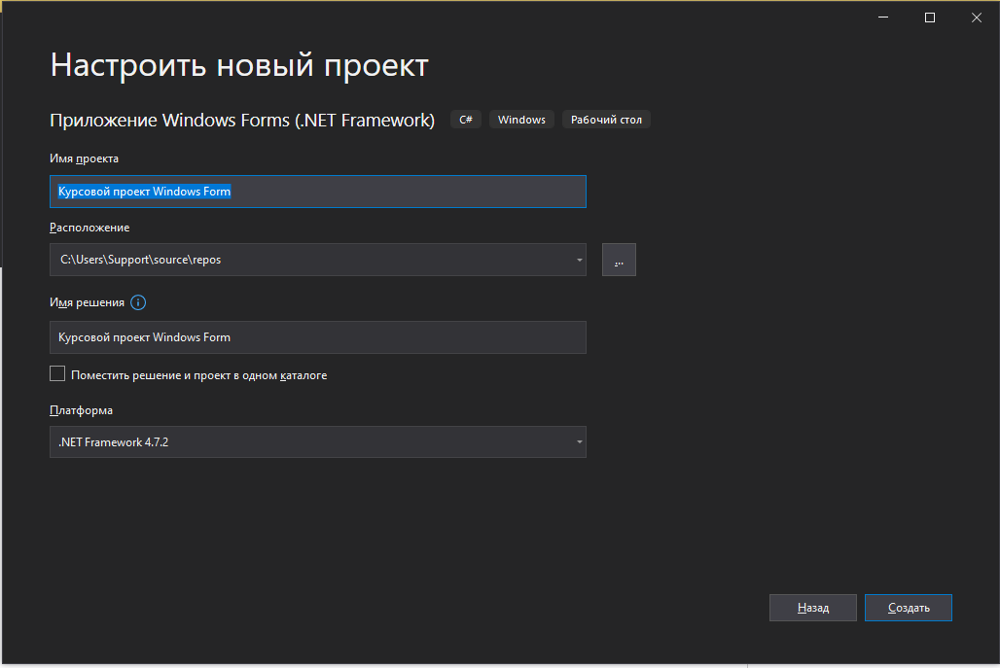 Настроить новый проект
Приложение Windows Forms (.NET Framework) C# Windows Рабочий стол
Имя проекта
Курсовой проект Windows Form
Расположение
C:\Users\Support\source\repos
...
Имя решения
Курсовой проект Windows Form
Поместить решение и проект в одном каталоге
Платформа
.NET Framework 4.7.2
Назад Создать